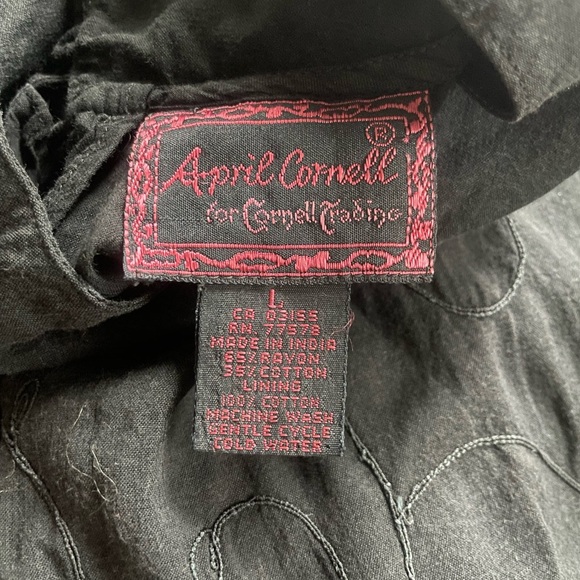 April Cornell ®
for Cornell Trading
L
CA 03155
RN 77573
MADE IN INDIA
65% RAYON
35% COTTON
LINING
100% COTTON
MACHINE WASH
GENTLE CYCLE
COLD WATER